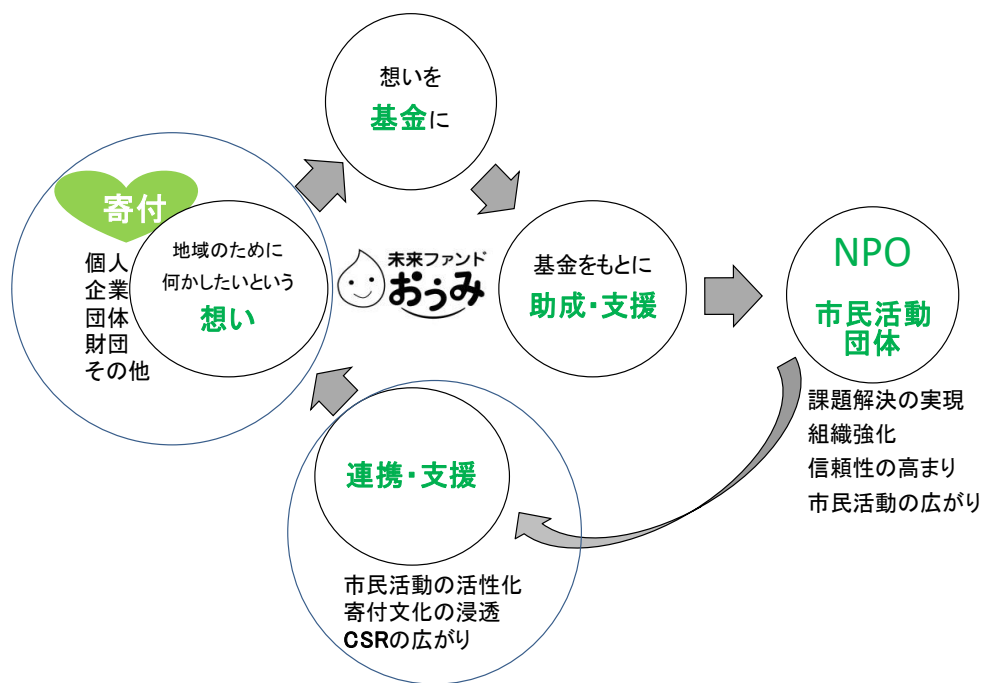 想いを
基金に
寄付
個人
企業
団体
財団
その他
地域のために
何かしたいという
想い
未来ファンド
おうみ
基金をもとに
助成・支援
NPO
市民活動
団体
課題解決の実現
組織強化
信頼性の高まり
市民活動の広がり
連携・支援
市民活動の活性化
寄付文化の浸透
CSRの広がり